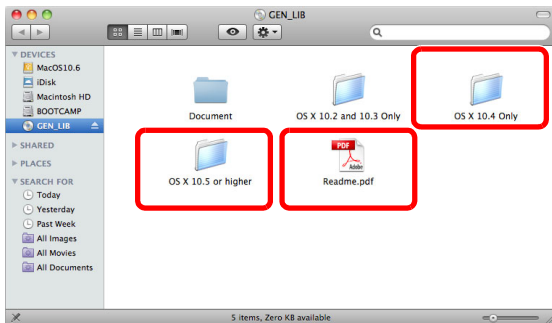 GEN_LIB
DEVICES
MacOS10.6
iDisk
Macintosh HD
BOOTCAMP
GEN_LIB
SHARED
PLACES
SEARCH FOR
Today
Yesterday
Past Week
All Images
All Movies
All Documents
Document
OS X 10.2 and 10.3 Only
OS X 10.4 Only
OS X 10.5 or higher
PDF
Adobe
Readme.pdf
5 items, Zero KB available